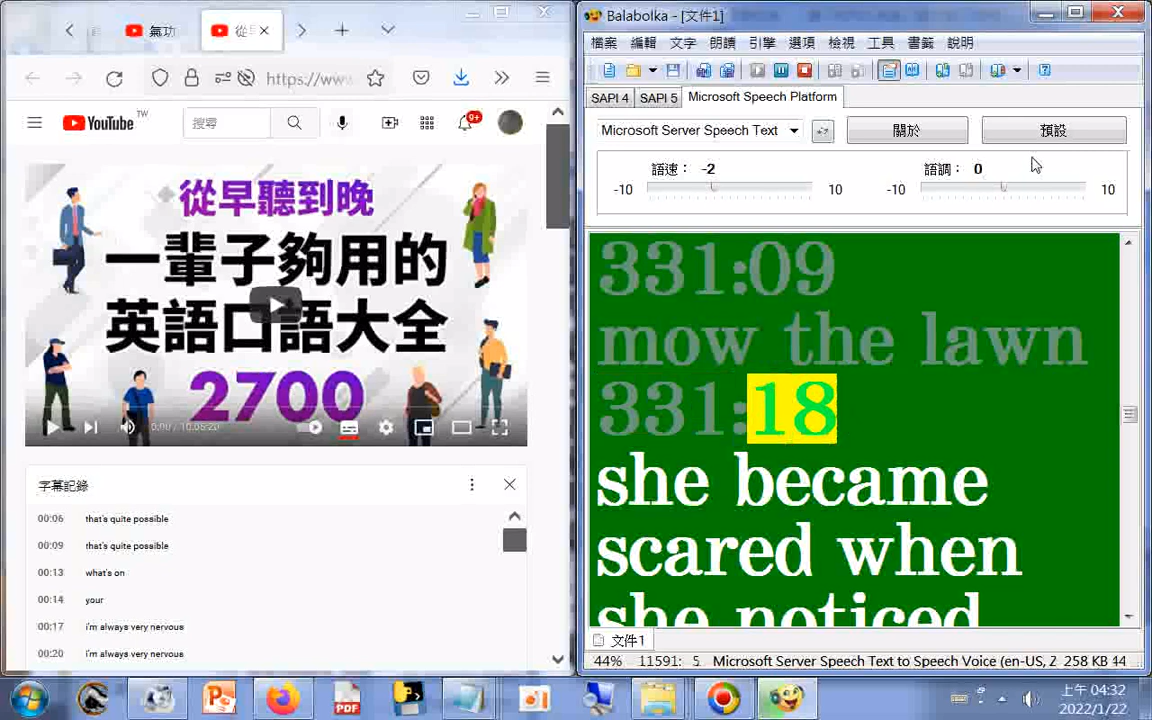 氣功
從
https://www
YouTube TW
搜尋
9+
從早聽到晚
一輩子夠用的
英語口語大全
2700
0:00 / 10:05:20
字幕記錄
00:06 that's quite possible
00:09 that's quite possible
00:13 what's on
00:14 your
00:17 i'm always very nervous
00:20 i'm always very nervous
Balabolka - [文件1]
檔案 編輯 文字 朗讀 引擎 選項 檢視 工具 書籤 說明
SAPI 4 SAPI 5 Microsoft Speech Platform
Microsoft Server Speech Text
關於
預設
語速： -2
語調： 0
-10 10 -10 10
331:09
mow the lawn
331:18
she became
scared when
she noticed
文件1
44% 11591: 5. Microsoft Server Speech Text to Speech Voice (en-US, 2 258 KB 44
PDF
上午 04:32
2022/1/22